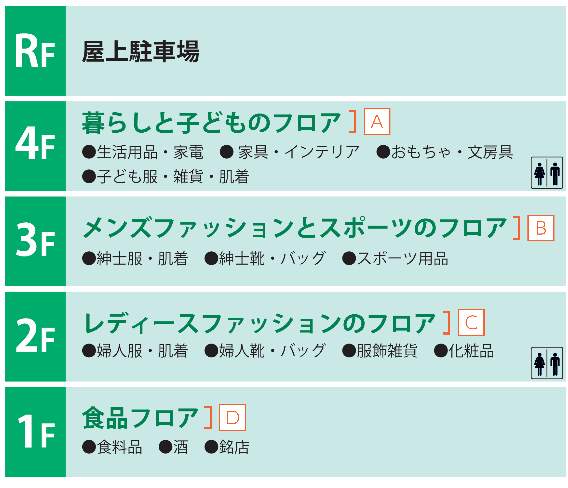 RF 屋上駐車場
4F 暮らしと子どものフロア A
●生活用品・家電 ●家具・インテリア ●おもちゃ・文房具
●子ども服・雑貨・肌着
3F メンズファッションとスポーツのフロア B
●紳士服・肌着 ●紳士靴・バッグ ●スポーツ用品
2F レディースファッションのフロア C
●婦人服・肌着 ●婦人靴・バッグ ●服飾雑貨 ●化粧品
1F 食品フロア D
●食料品 ●酒 ●銘店